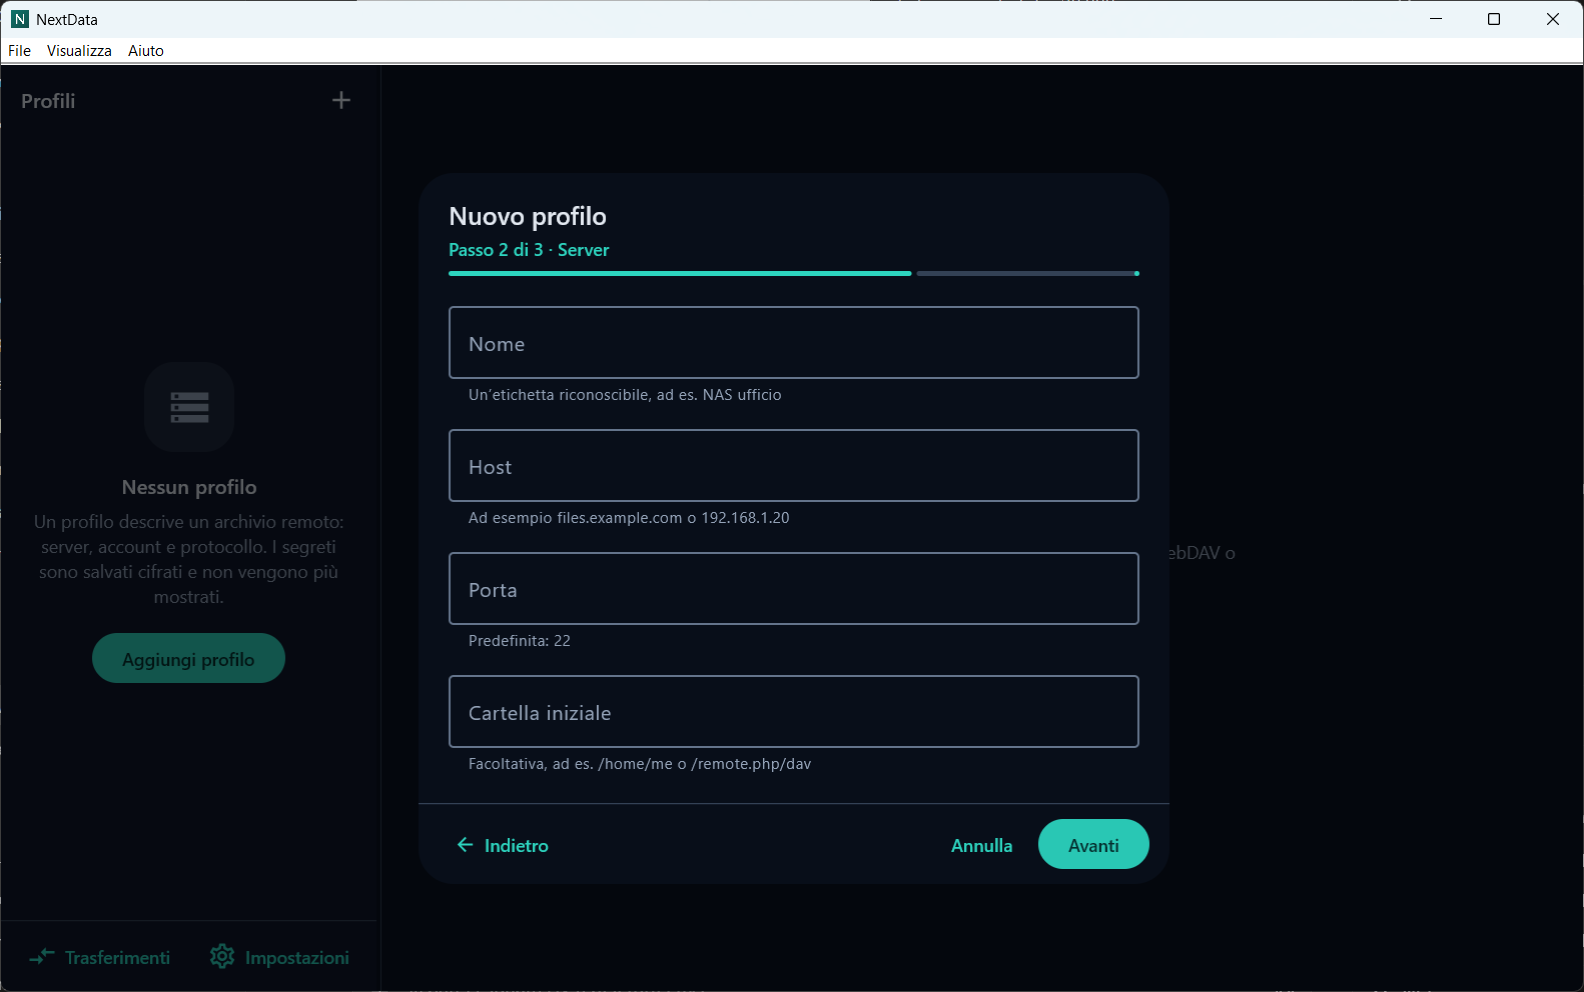 NextData
File Visualizza Aiuto
Profili
Nessun profilo
Un profilo descrive un archivio remoto:
server, account e protocollo. I segreti
sono salvati cifrati e non vengono più
mostrati.
Aggiungi profilo
Trasferimenti Impostazioni
Nuovo profilo
Passo 2 di 3 · Server
Nome
Un’etichetta riconoscibile, ad es. NAS ufficio
Host
Ad esempio files.example.com o 192.168.1.20
Porta
Predefinita: 22
Cartella iniziale
Facoltativa, ad es. /home/me o /remote.php/dav
Indietro Annulla Avanti
ebDAV o